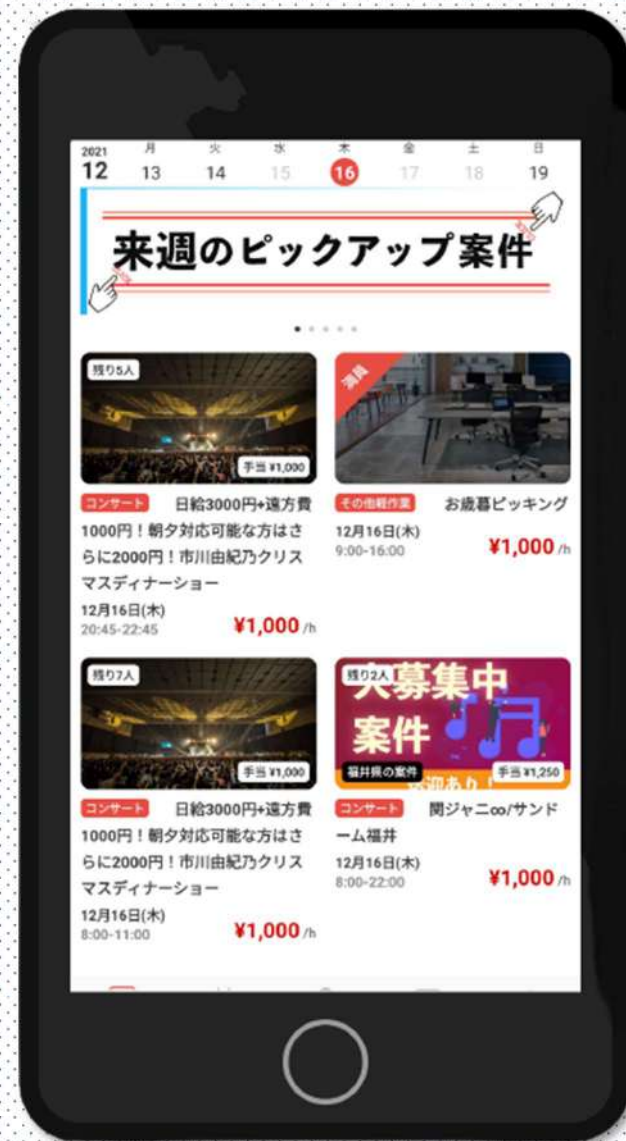 2021
月 火 水 木 金 土 日
12 13 14 15 16 17 18 19
来週のピックアップ案件
残り5人
手当 ¥1,000
コンサート 日給3000円+遠方費
1000円！朝夕対応可能な方はさ
らに2000円！市川由紀乃クリス
マスディナーショー
12月16日(木)
20:45-22:45 ¥1,000 /h
満員
その他軽作業 お歳暮ピッキング
12月16日(木)
9:00-16:00 ¥1,000 /h
残り7人
手当 ¥1,000
コンサート 日給3000円+遠方費
1000円！朝夕対応可能な方はさ
らに2000円！市川由紀乃クリス
マスディナーショー
12月16日(木)
8:00-11:00 ¥1,000 /h
残り2人
大募集中
案件
福井県の案件
手当 ¥1,250
コンサート 関ジャニ∞/サンド
ーム福井
12月16日(木)
8:00-22:00 ¥1,000 /h